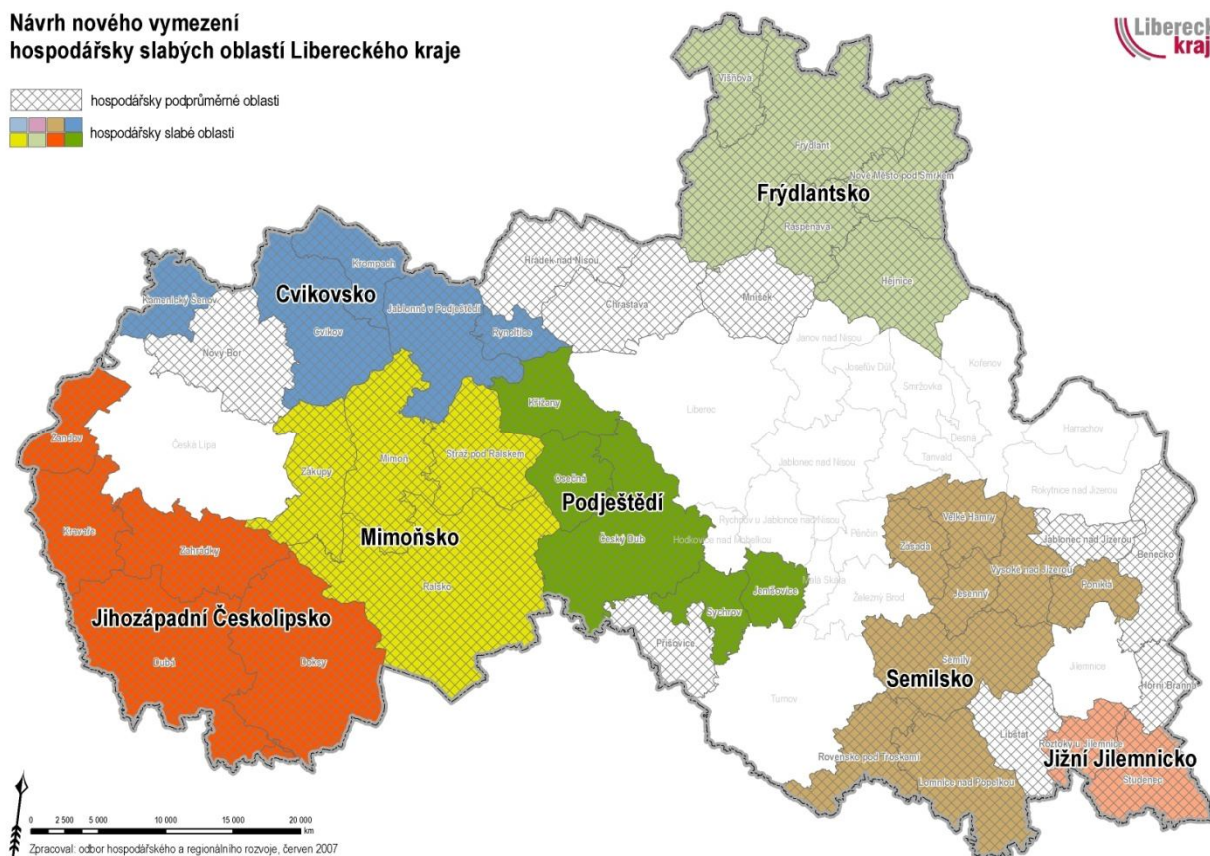 Návrh nového vymezení
hospodářsky slabých oblastí Libereckého kraje
Liberec
kraj
hospodářsky podprůměrné oblasti
hospodářsky slabé oblasti
Višňová
Frýdlant
Nové Město pod Smrkem
Frýdlantsko
Raspenava
Hejnice
Krompach
Hrádek nad Nisou
Kamenický Šenov
Cvikovsko
Jablonné v Podještědí
Chrastava
Mníšek
Cvikov
Rynoltice
Nový Bor
Janov nad Nisou
Josefův Důl
Kořenov
Smržovka
Křižany
Liberec
Harrachov
Desná
Žandov
Česká Lípa
Zákupy
Mimoň
Stráž pod Ralskem
Jablonec nad Nisou
Tanvald
Osečná
Rokytnice nad Jizerou
Podještědí
Kravaře
Zahrádky
Mimoňsko
Český Dub
Hodkovice nad Mohelkou
Rychnov u Jablonce nad Nisou
Pěnčín
Velké Hamry
Zásada
Jablonec nad Jizerou
Benecko
Vysoké nad Jizerou
Ralsko
Sychrov
Jenišovice
Malá Skála
Železný Brod
Jesenný
Poniklá
Jihozápadní Českolipsko
Příšovice
Dubá
Doksy
Turnov
Semily
Semilsko
Jilemnice
Horní Branná
Libštát
Roztoky u Jilemnice
Rovensko pod Troskami
Lomnice nad Popelkou
Jižní Jilemnicko
Studenec
0 2 500 5 000 10 000 15 000 20 000
km
Zpracoval: odbor hospodářského a regionálního rozvoje, červen 2007